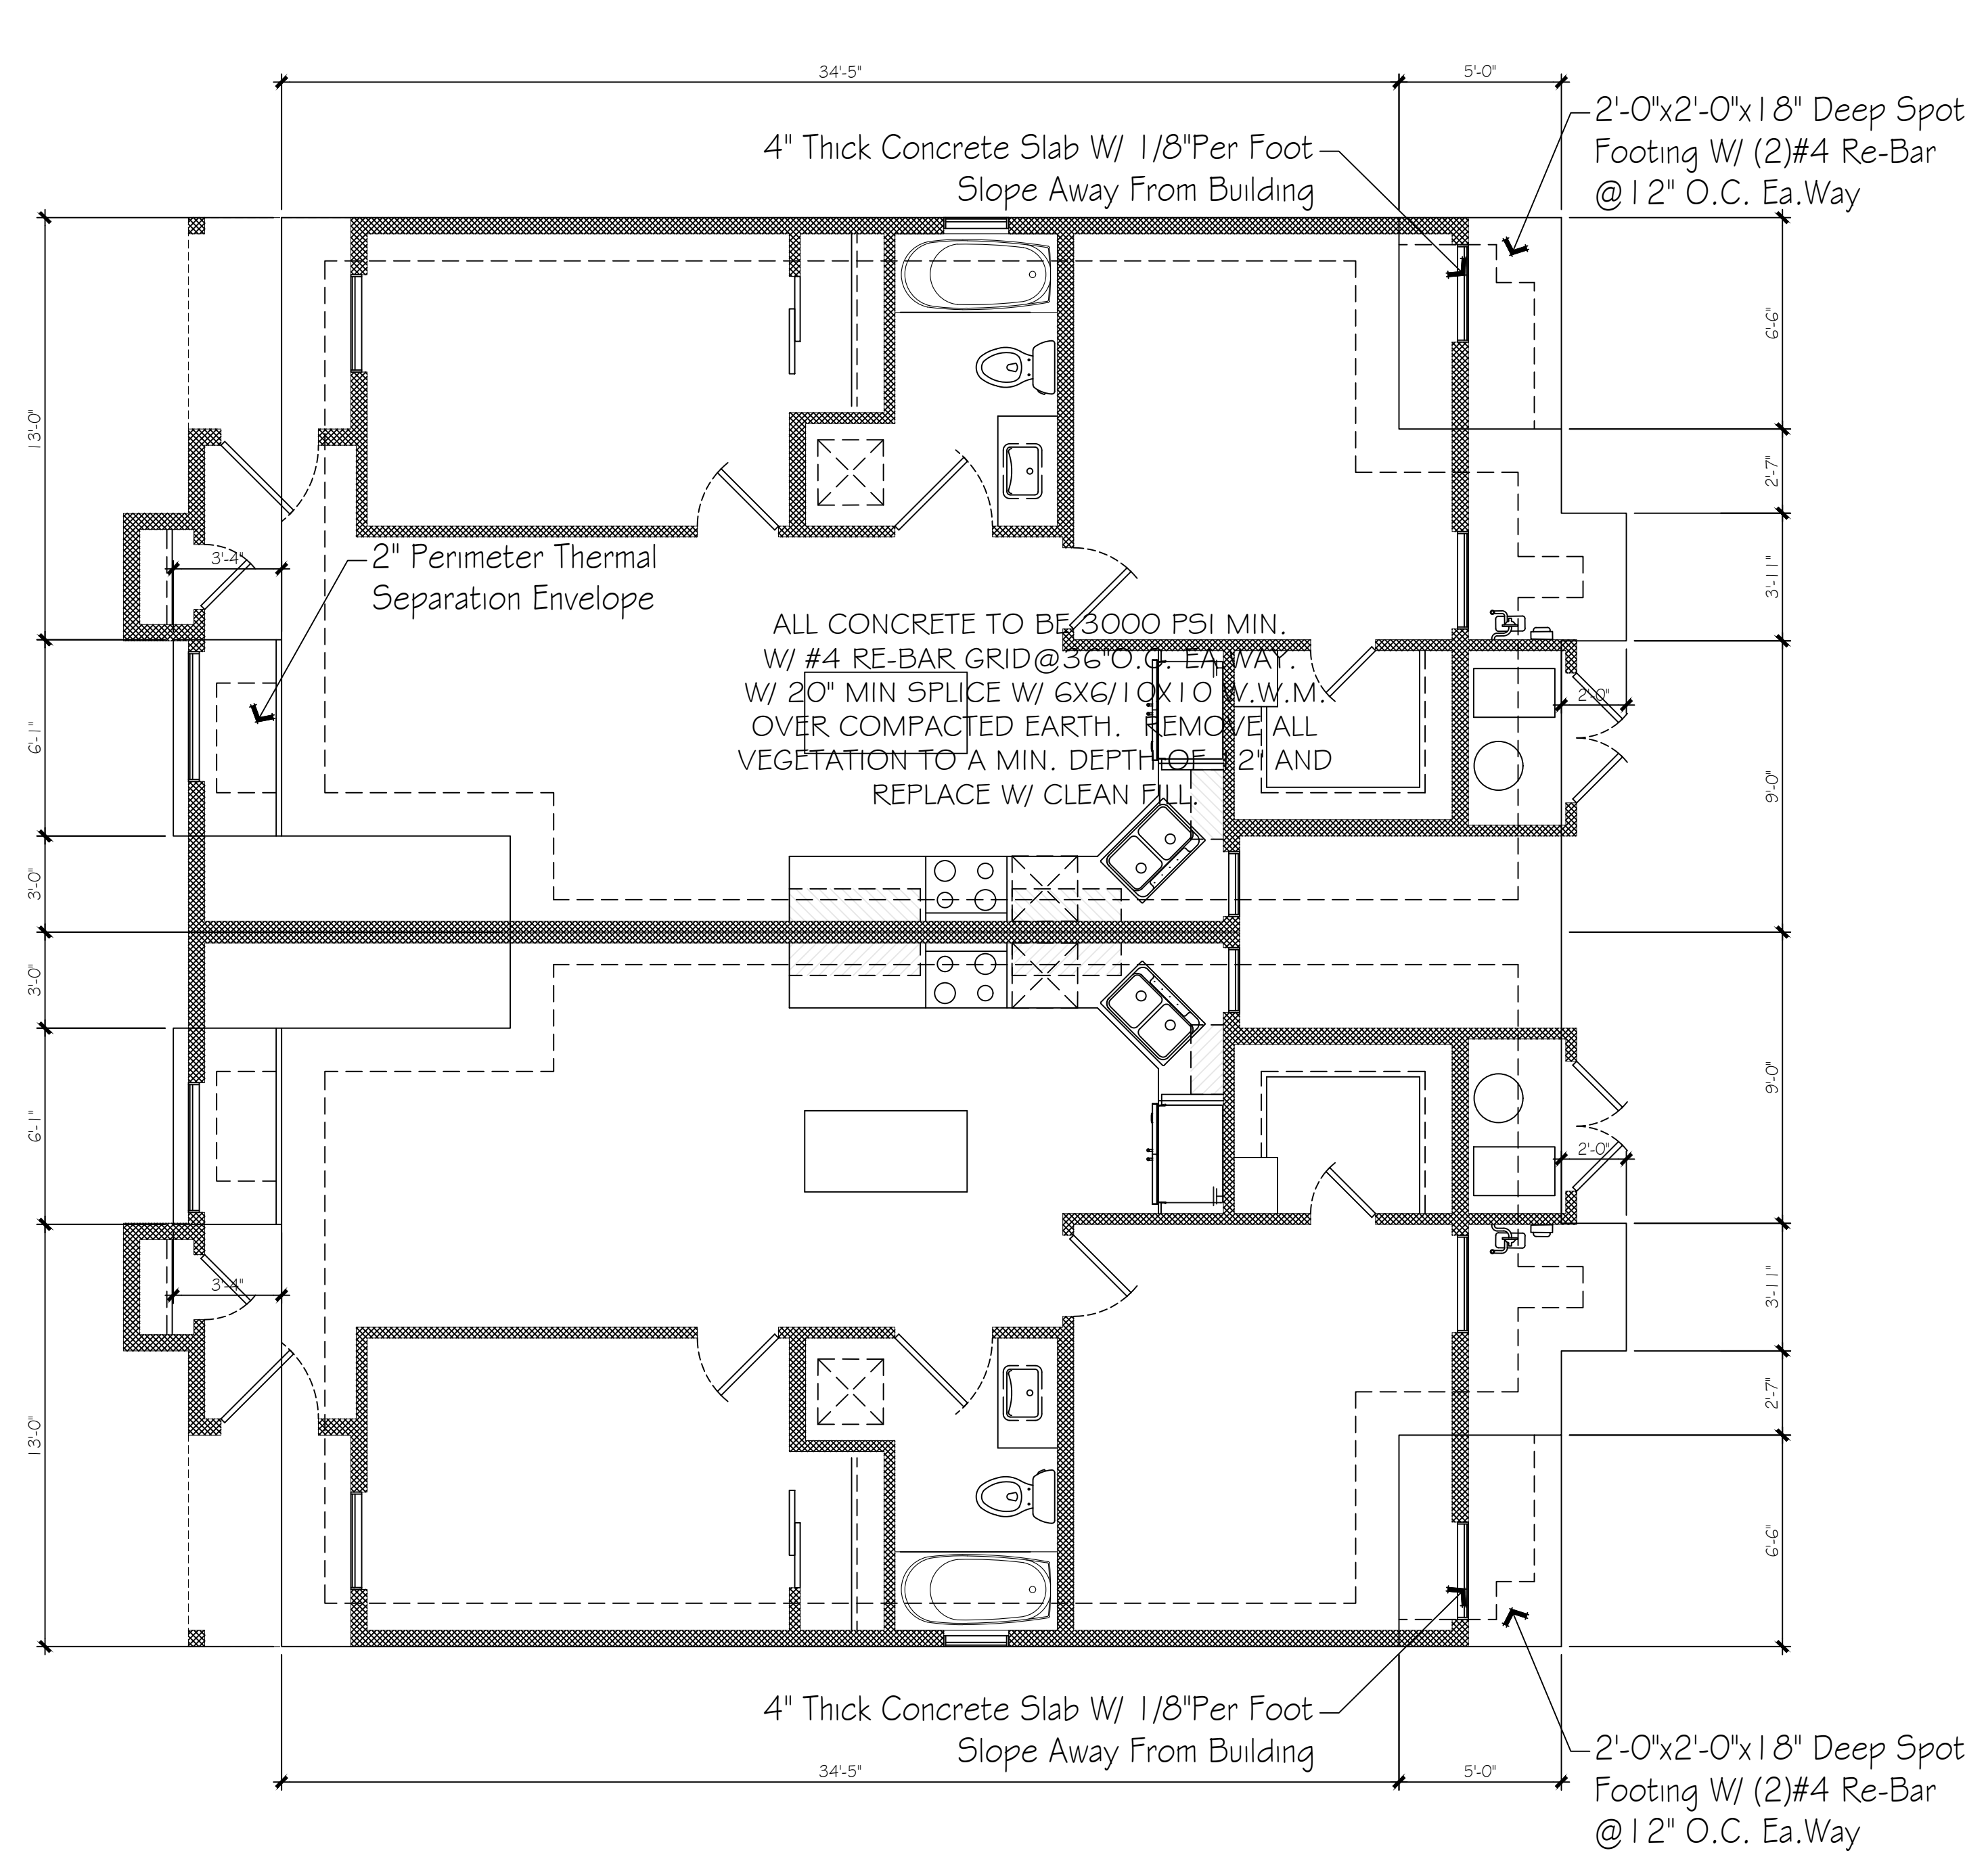 34'-5"
5'-0"
2'-0"x2'-0"x18" Deep Spot
Footing W/ (2)#4 Re-Bar
@12" O.C. Ea.Way
4" Thick Concrete Slab W/ 1/8"Per Foot
Slope Away From Building
6'-6"
13'-0"
2'-7"
3'-4"
2" Perimeter Thermal
Separation Envelope
3'-11"
ALL CONCRETE TO BE 3000 PSI MIN.
W/ #4 RE-BAR GRID@36"O.C. EA WAY.
W/ 20" MIN SPLICE W/ 6X6/10X10 W.W.M.
OVER COMPACTED EARTH. REMOVE ALL
VEGETATION TO A MIN. DEPTH OF 12" AND
REPLACE W/ CLEAN FILL.
2'-0"
6'-1"
9'-0"
3'-0"
3'-0"
9'-0"
6'-1"
2'-0"
3'-4"
3'-11"
2'-7"
13'-0"
6'-6"
4" Thick Concrete Slab W/ 1/8"Per Foot
Slope Away From Building
2'-0"x2'-0"x18" Deep Spot
Footing W/ (2)#4 Re-Bar
@12" O.C. Ea.Way
34'-5"
5'-0"